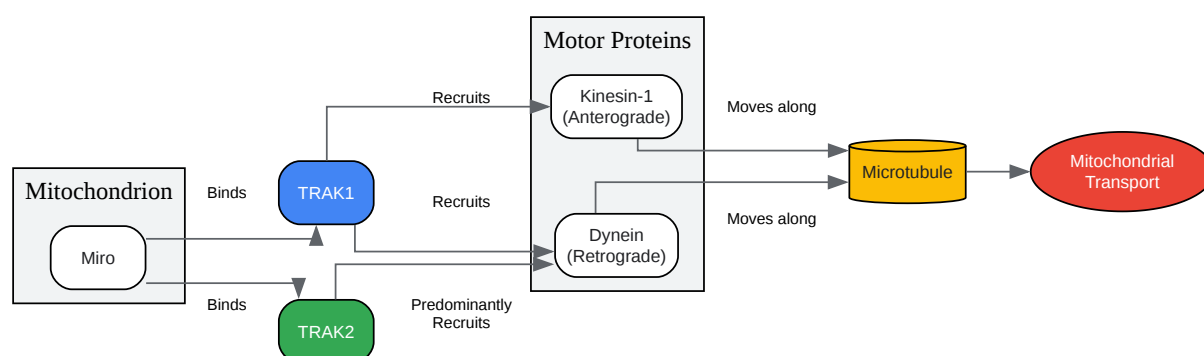 Motor Proteins
Recruits
Kinesin-1
(Anterograde)
Moves along
Mitochondrion
Binds
TRAK1
Recruits
Microtubule
Mitochondrial
Transport
Miro
Dynein
(Retrograde)
Moves along
Binds
TRAK2
Predominantly
Recruits